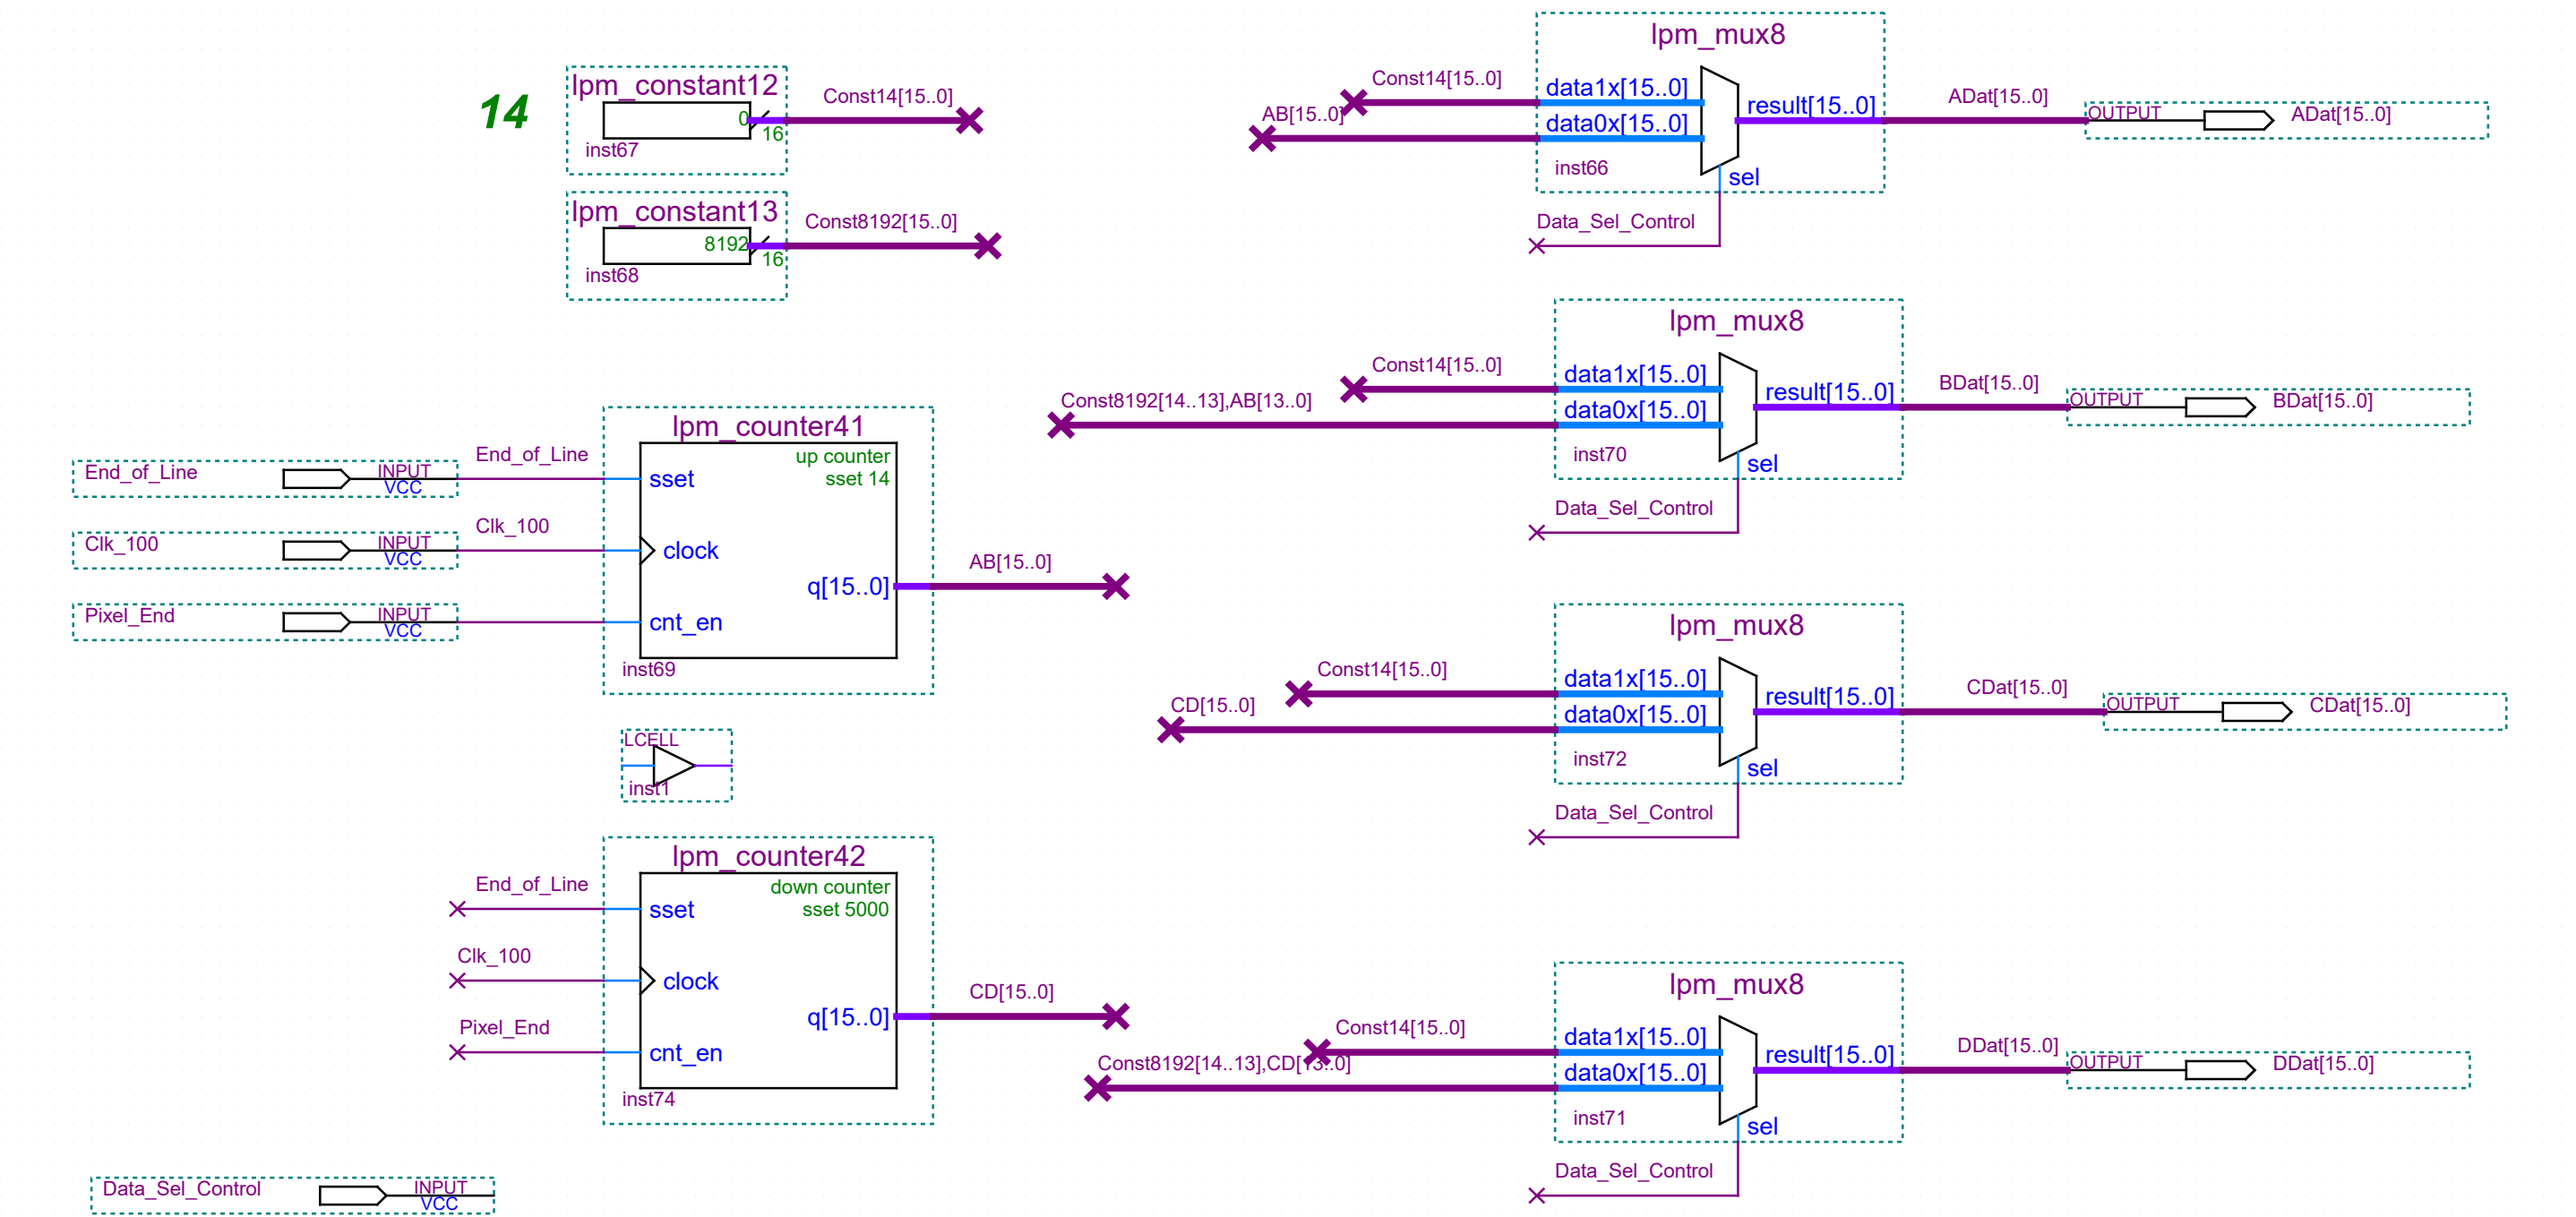 14
lpm_constant12
0
16
inst67
Const14[15..0]
lpm_constant13
8192
16
inst68
Const8192[15..0]
lpm_mux8
Const14[15..0]
data1x[15..0]
AB[15..0]
data0x[15..0]
result[15..0]
inst66
sel
Data_Sel_Control
ADat[15..0]
OUTPUT
ADat[15..0]
lpm_mux8
Const14[15..0]
data1x[15..0]
Const8192[14..13],AB[13..0]
data0x[15..0]
result[15..0]
inst70
sel
Data_Sel_Control
BDat[15..0]
OUTPUT
BDat[15..0]
End_of_Line
INPUT
VCC
End_of_Line
Clk_100
INPUT
VCC
Clk_100
Pixel_End
INPUT
VCC
lpm_counter41
up counter
sset 14
sset
clock
q[15..0]
cnt_en
inst69
AB[15..0]
lpm_mux8
Const14[15..0]
data1x[15..0]
CD[15..0]
data0x[15..0]
result[15..0]
inst72
sel
Data_Sel_Control
CDat[15..0]
OUTPUT
CDat[15..0]
LCELL
inst1
End_of_Line
Clk_100
Pixel_End
lpm_counter42
down counter
sset 5000
sset
clock
q[15..0]
cnt_en
inst74
CD[15..0]
lpm_mux8
Const14[15..0]
data1x[15..0]
Const8192[14..13],CD[13..0]
data0x[15..0]
result[15..0]
inst71
sel
Data_Sel_Control
DDat[15..0]
OUTPUT
DDat[15..0]
Data_Sel_Control
INPUT
VCC